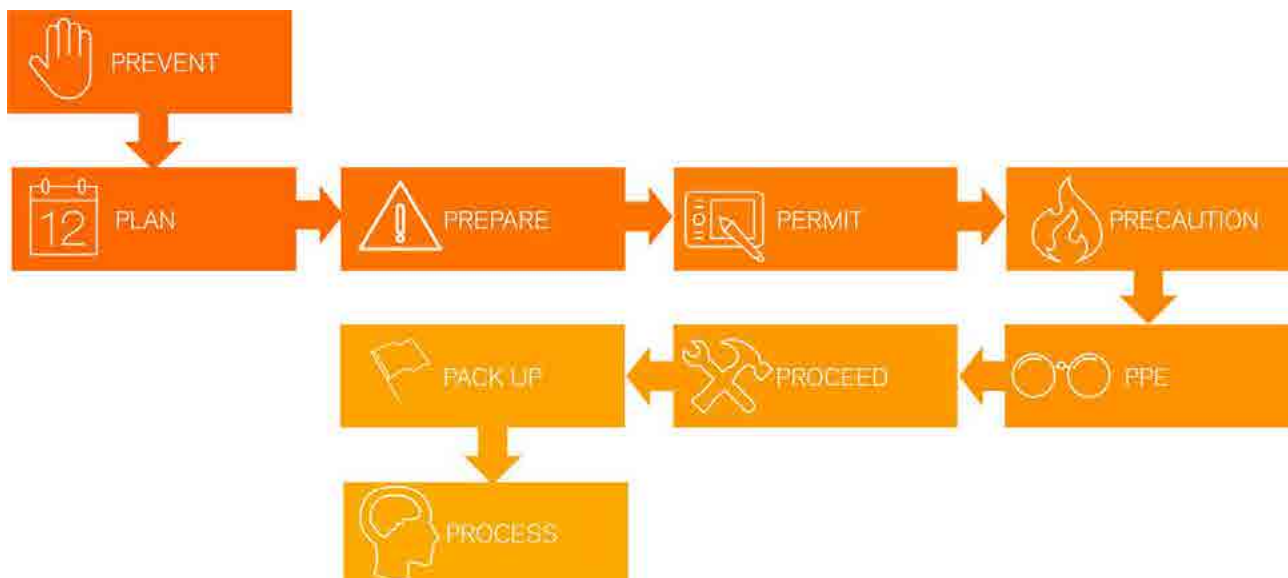 PREVENT
12
PLAN
PREPARE
PERMIT
PRECAUTION
PPE
PROCEED
PACK UP
PROCESS